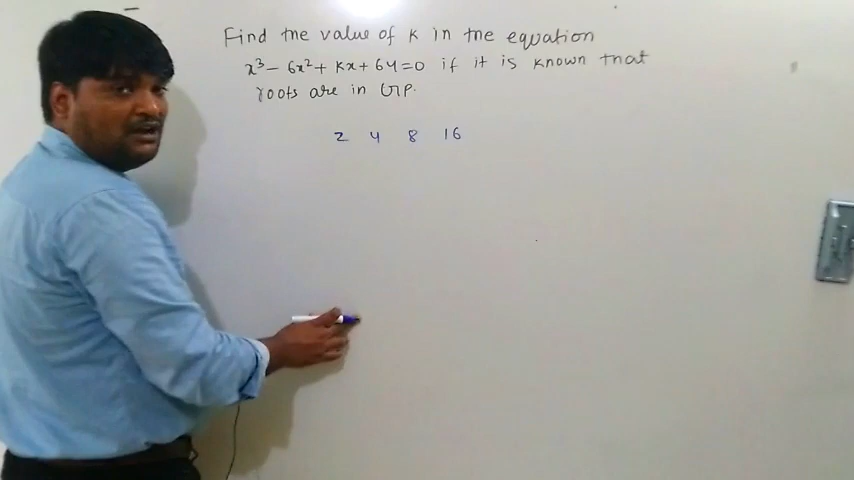 Find the value of K in the equation
x³ - 6x² + Kx + 64 = 0 if it is known that
roots are in GP.
2 4 8 16